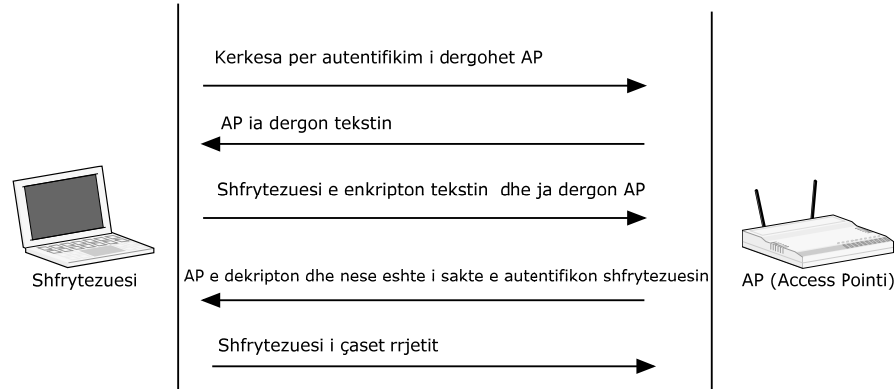 Kerkesa per autentifikim i dergohet AP
AP ia dergon tekstin
Shfrytezuesi e enkripton tekstin dhe ja dergon AP
Shfrytezuesi
AP e dekripton dhe nese eshte i sakte e autentifikon shfrytezuesin
AP (Access Pointi)
Shfrytezuesi i çaset rrjetit